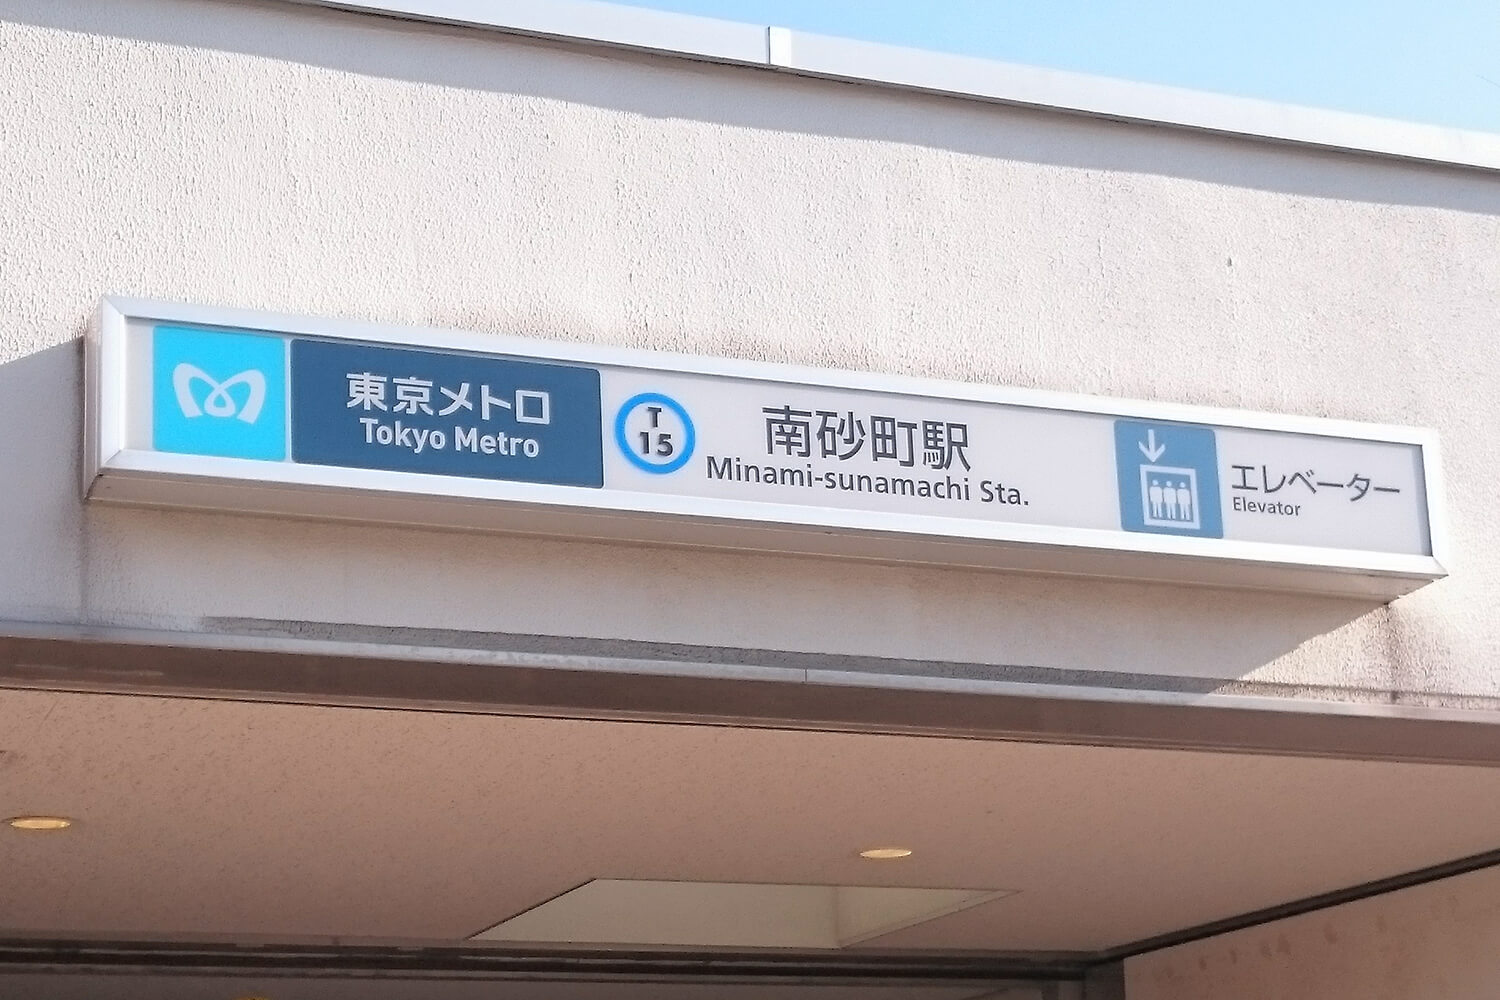 東京メトロ
Tokyo Metro
T
15
南砂町駅
Minami-sunamachi Sta.
エレベーター
Elevator